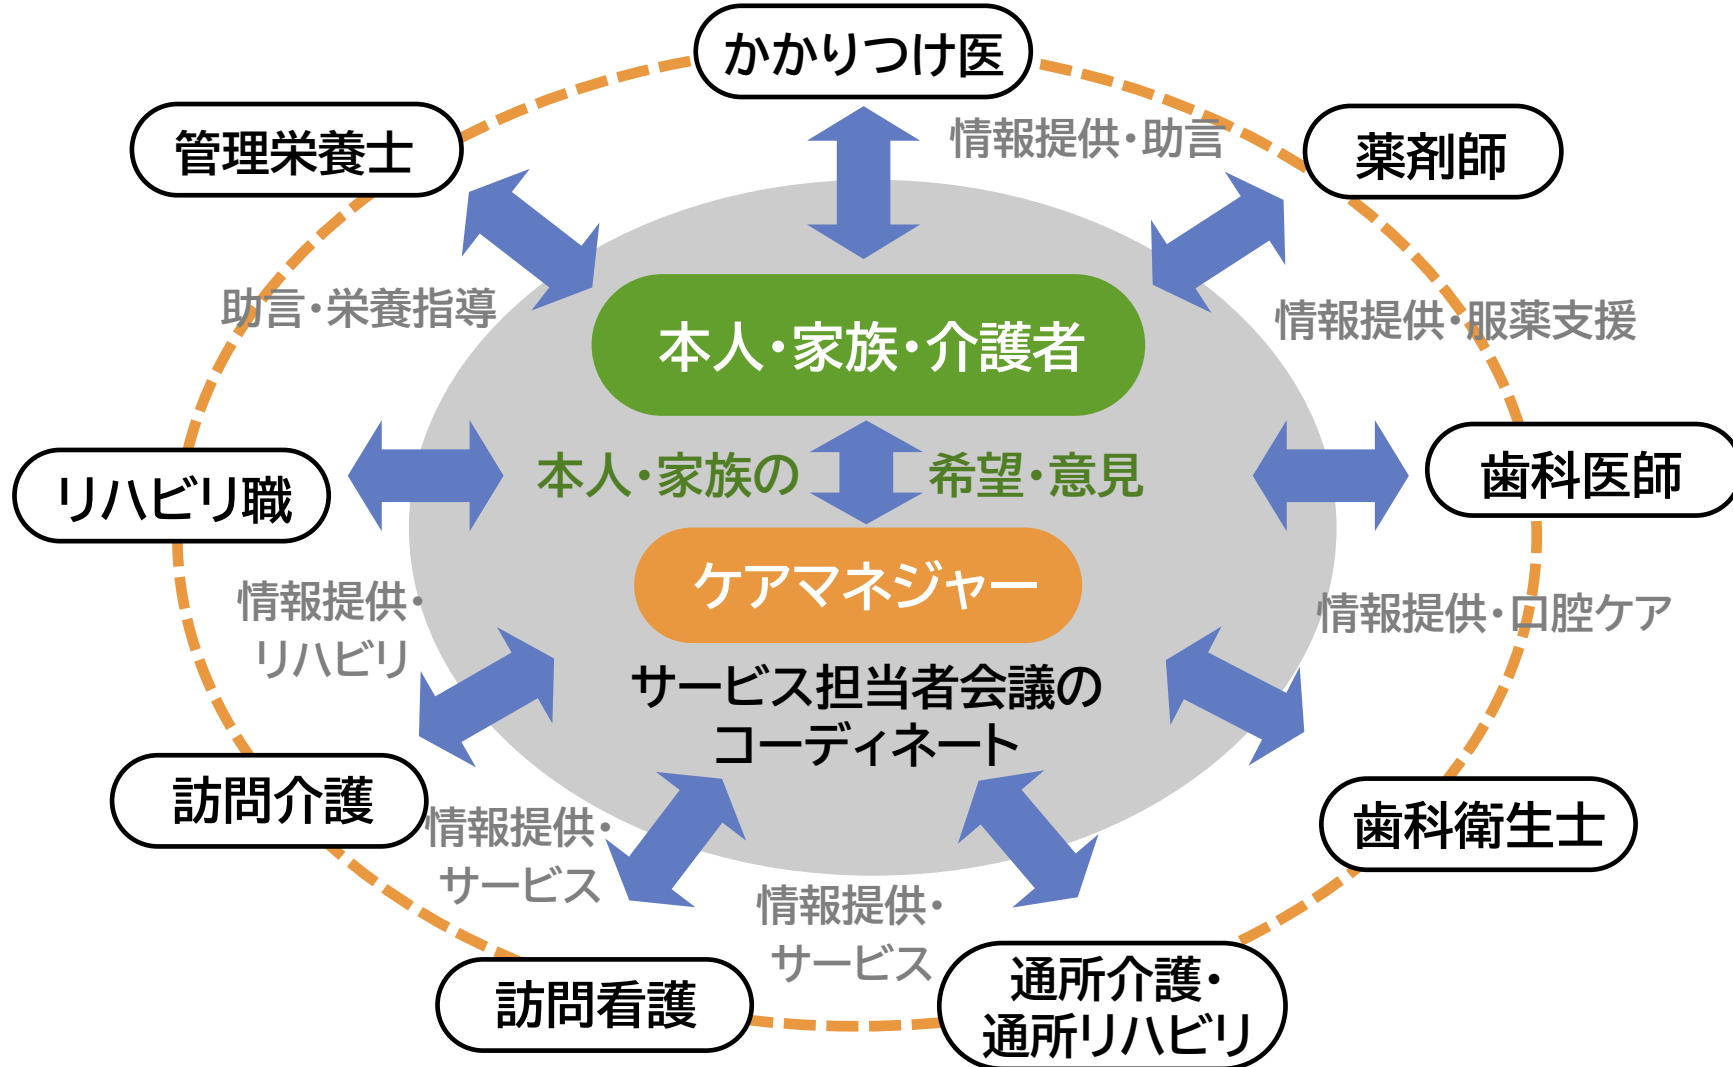 かかりつけ医
情報提供・助言
管理栄養士
薬剤師
助言・栄養指導
情報提供・服薬支援
本人・家族・介護者
本人・家族の 希望・意見
リハビリ職
歯科医師
ケアマネジャー
情報提供・
リハビリ
情報提供・口腔ケア
サービス担当者会議の
コーディネート
訪問介護
歯科衛生士
情報提供・
サービス
情報提供・
サービス
訪問看護
通所介護・
通所リハビリ